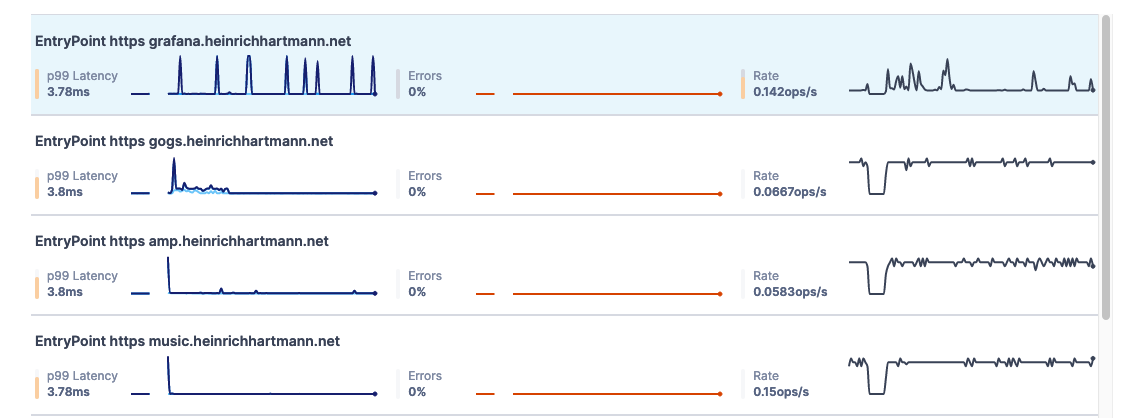 EntryPoint https grafana.heinrichhartmann.net
p99 Latency Errors Rate
3.78ms 0% 0.142ops/s
EntryPoint https gogs.heinrichhartmann.net
p99 Latency Errors Rate
3.8ms 0% 0.0667ops/s
EntryPoint https amp.heinrichhartmann.net
p99 Latency Errors Rate
3.8ms 0% 0.0583ops/s
EntryPoint https music.heinrichhartmann.net
p99 Latency Errors Rate
3.78ms 0% 0.15ops/s